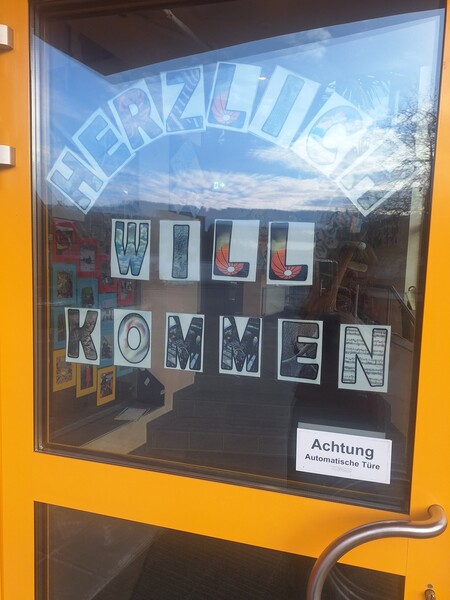 HERZLICH
WILL
KOMMEN
Achtung
Automatische Türe